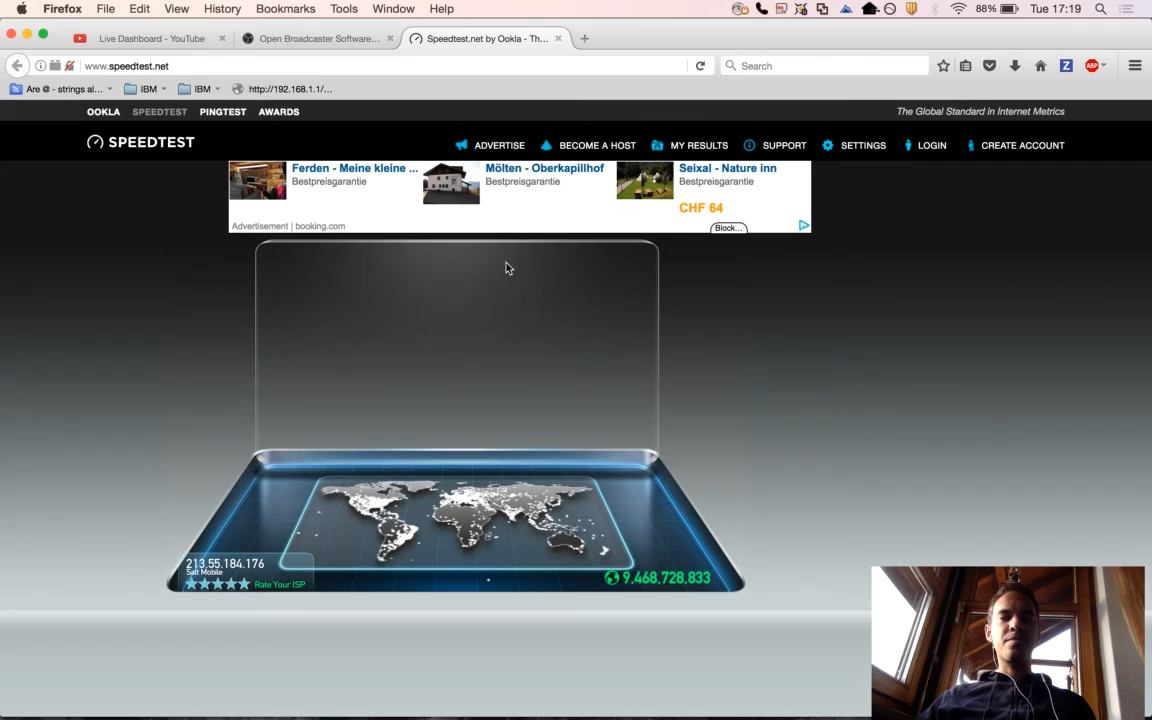 Firefox File Edit View History Bookmarks Tools Window Help 88% Tue 17:19
Live Dashboard - YouTube
Open Broadcaster Software...
Speedtest.net by Ookla - Th...
www.speedtest.net
Search
ABP
Are @ - strings al...
IBM
IBM
http://192.168.1.1/...
OOKLA SPEEDTEST PINGTEST AWARDS
The Global Standard in Internet Metrics
SPEEDTEST
ADVERTISE BECOME A HOST MY RESULTS SUPPORT SETTINGS LOGIN CREATE ACCOUNT
Ferden - Meine kleine ...
Bestpreisgarantie
Mölten - Oberkapillhof
Bestpreisgarantie
Seixal - Nature inn
Bestpreisgarantie
CHF 64
Advertisement | booking.com
Block...
213.55.184.176
Salt Mobile
Rate Your ISP
9,468,728,833